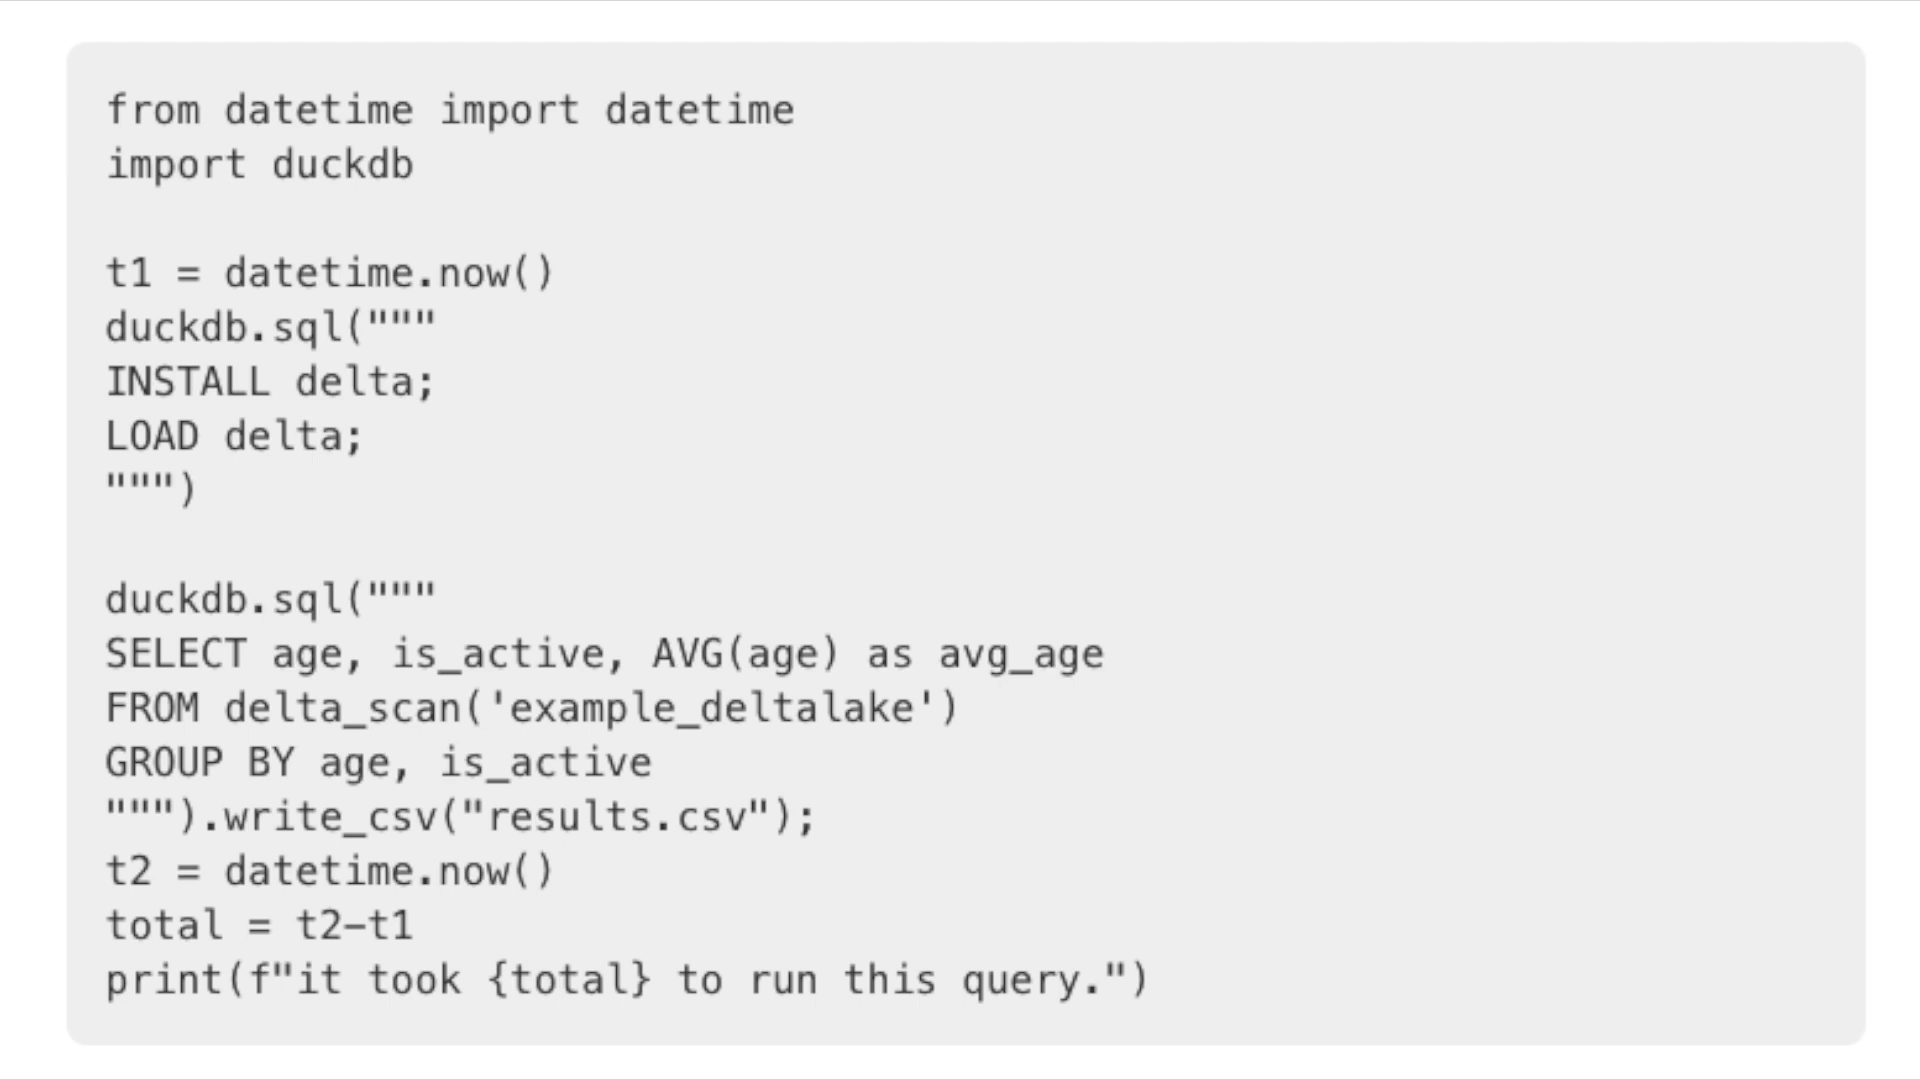 from datetime import datetime
import duckdb
t1 = datetime.now()
duckdb.sql("""
INSTALL delta;
LOAD delta;
""")
duckdb.sql("""
SELECT age, is_active, AVG(age) as avg_age
FROM delta_scan('example_deltalake')
GROUP BY age, is_active
""").write_csv("results.csv");
t2 = datetime.now()
total = t2-t1
print(f"it took {total} to run this query.")